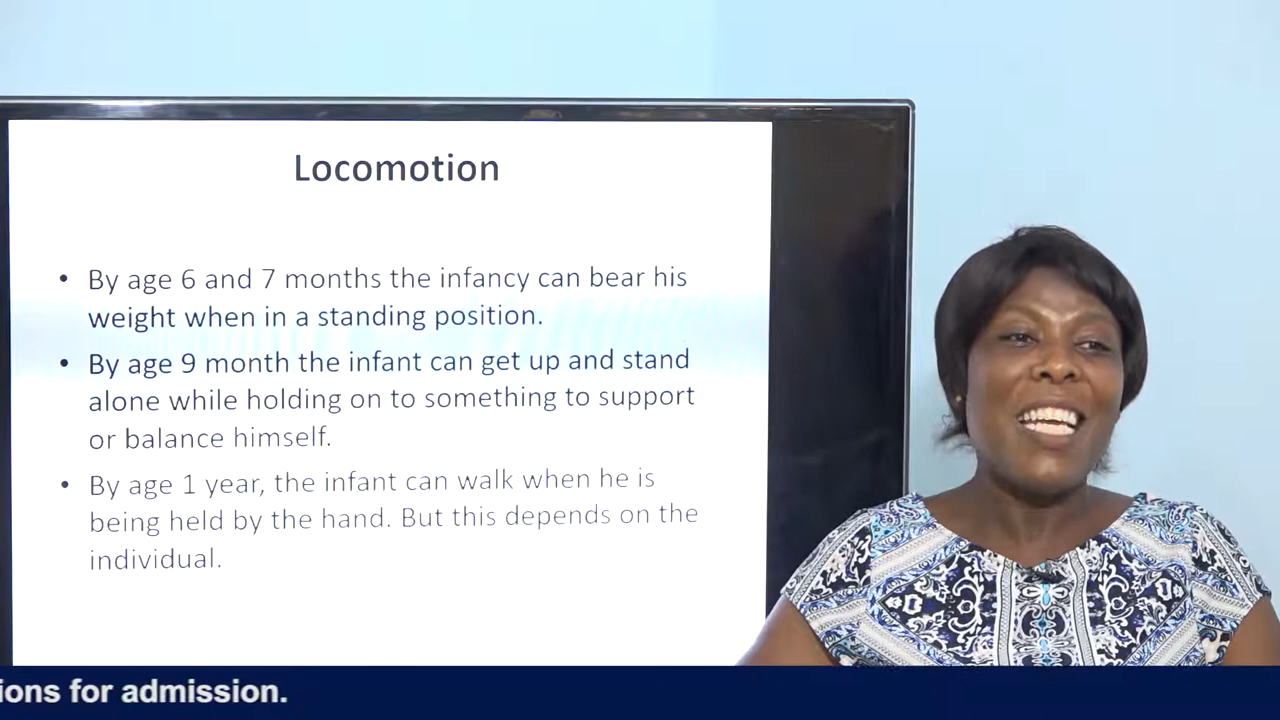 Locomotion
• By age 6 and 7 months the infancy can bear his
weight when in a standing position.
• By age 9 month the infant can get up and stand
alone while holding on to something to support
or balance himself.
• By age 1 year, the infant can walk when he is
being held by the hand. But this depends on the
individual.
ions for admission.